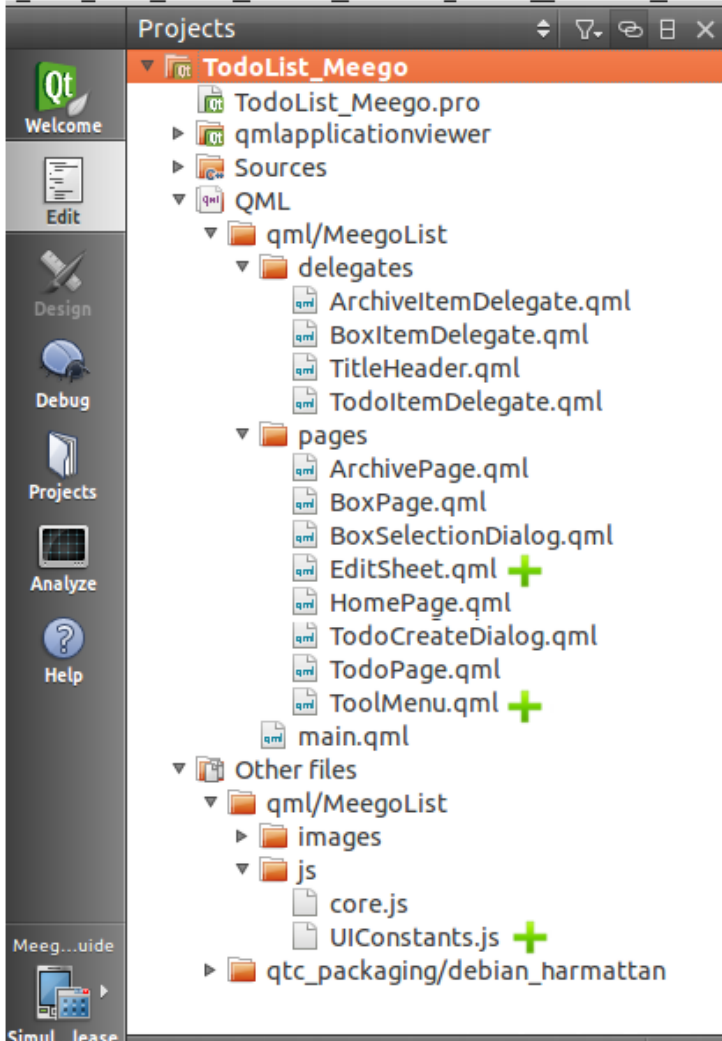 Projects
TodoList_Meego
TodoList_Meego.pro
qmlapplicationviewer
Sources
QML
qml/MeegoList
delegates
ArchiveItemDelegate.qml
BoxItemDelegate.qml
TitleHeader.qml
TodoItemDelegate.qml
pages
ArchivePage.qml
BoxPage.qml
BoxSelectionDialog.qml
EditSheet.qml
HomePage.qml
TodoCreateDialog.qml
TodoPage.qml
ToolMenu.qml
main.qml
Other files
qml/MeegoList
images
js
core.js
UIConstants.js
qtc_packaging/debian_harmattan
Qt
Welcome
Edit
Design
Debug
Projects
Analyze
Help
Meeg...uide
Simul...lease